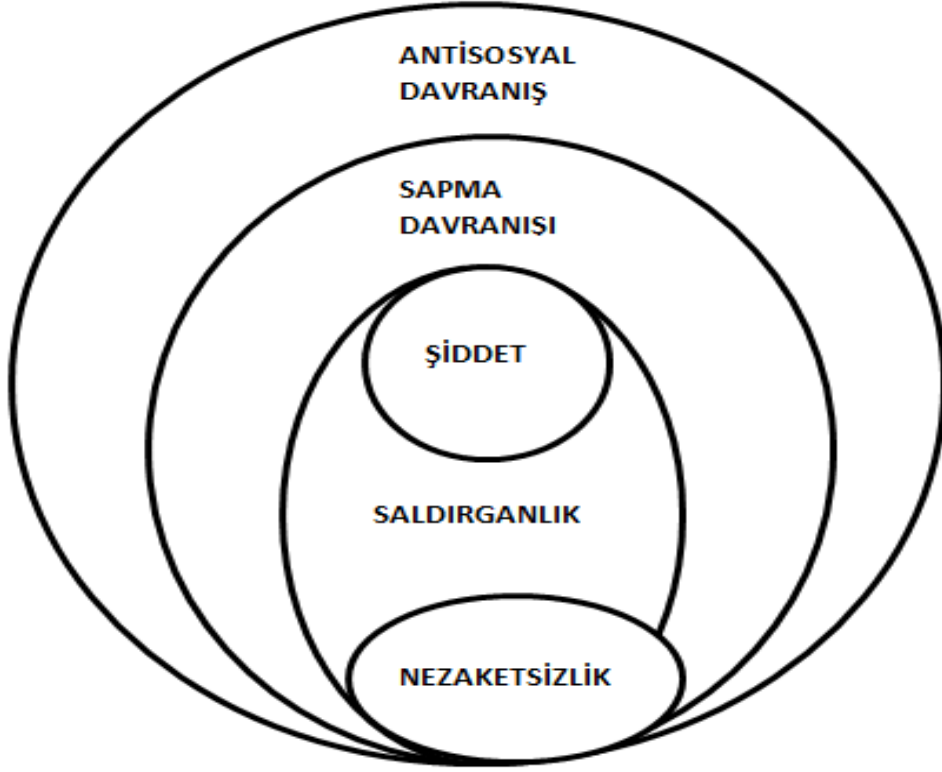 ANTİSOSYAL
DAVRANIŞ
SAPMA
DAVRANIŞI
ŞİDDET
SALDIRGANLIK
NEZAKETSİZLİK